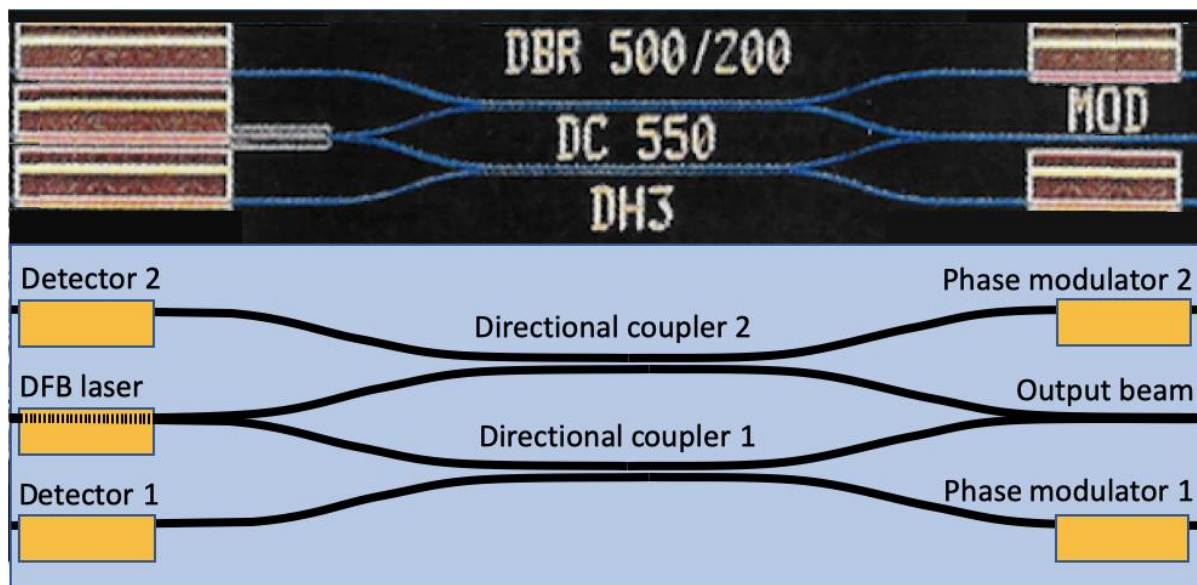 DBR 500/200
DC 550
MOD
DH3
Detector 2
Phase modulator 2
Directional coupler 2
DFB laser
Output beam
Directional coupler 1
Detector 1
Phase modulator 1